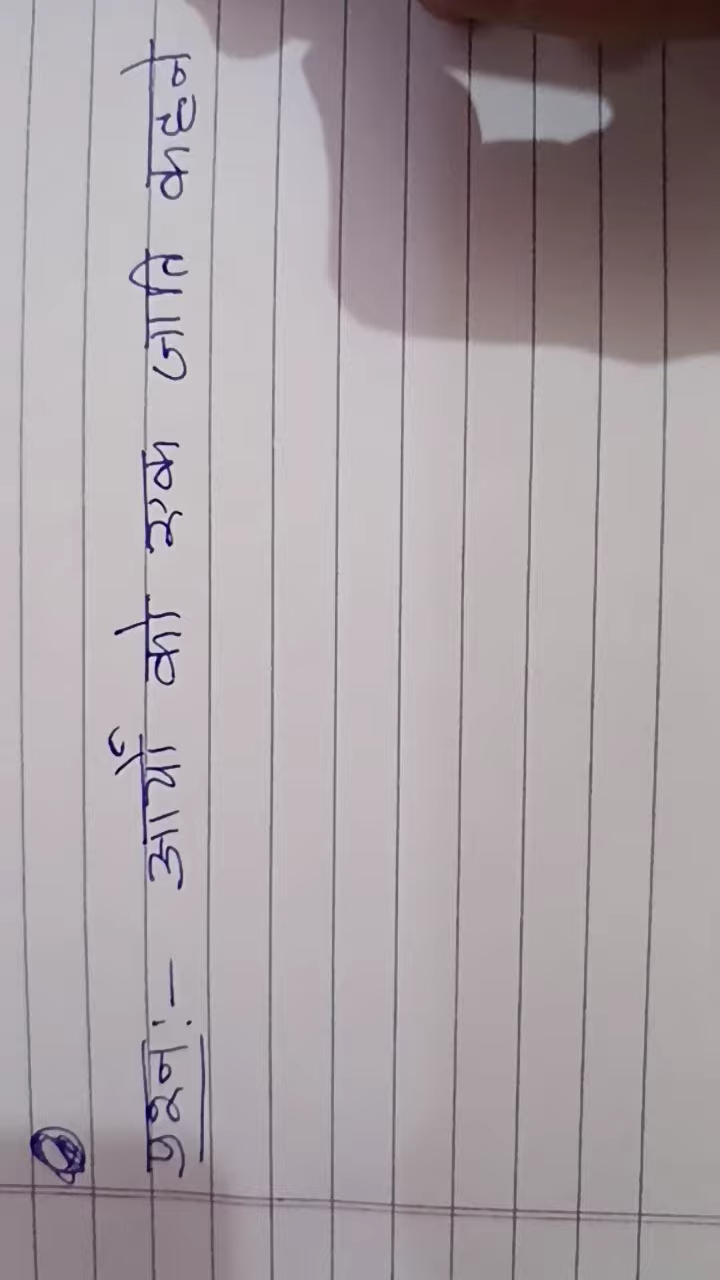 प्रश्न :- आर्यों को एक जाति कहने